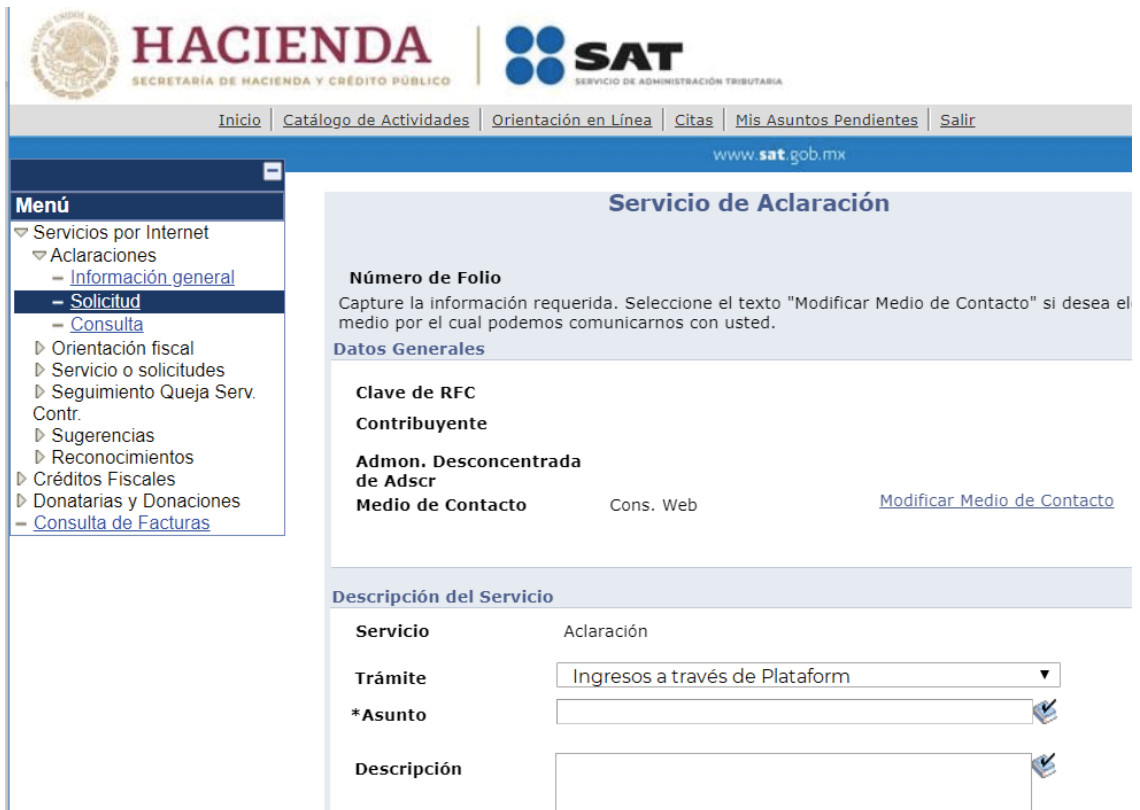 HACIENDA
SECRETARÍA DE HACIENDA Y CRÉDITO PÚBLICO
SAT
SERVICIO DE ADMINISTRACIÓN TRIBUTARIA
Inicio | Catálogo de Actividades | Orientación en Línea | Citas | Mis Asuntos Pendientes | Salir
www.sat.gob.mx
Menú
Servicios por Internet
Aclaraciones
Información general
Solicitud
Consulta
Orientación fiscal
Servicio o solicitudes
Seguimiento Queja Serv.
Contr.
Sugerencias
Reconocimientos
Créditos Fiscales
Donatarias y Donaciones
Consulta de Facturas
Servicio de Aclaración
Número de Folio
Capture la información requerida. Seleccione el texto "Modificar Medio de Contacto" si desea el
medio por el cual podemos comunicarnos con usted.
Datos Generales
Clave de RFC
Contribuyente
Admon. Desconcentrada
de Adscr
Medio de Contacto Cons. Web Modificar Medio de Contacto
Descripción del Servicio
Servicio Aclaración
Trámite Ingresos a través de Plataform
*Asunto
Descripción